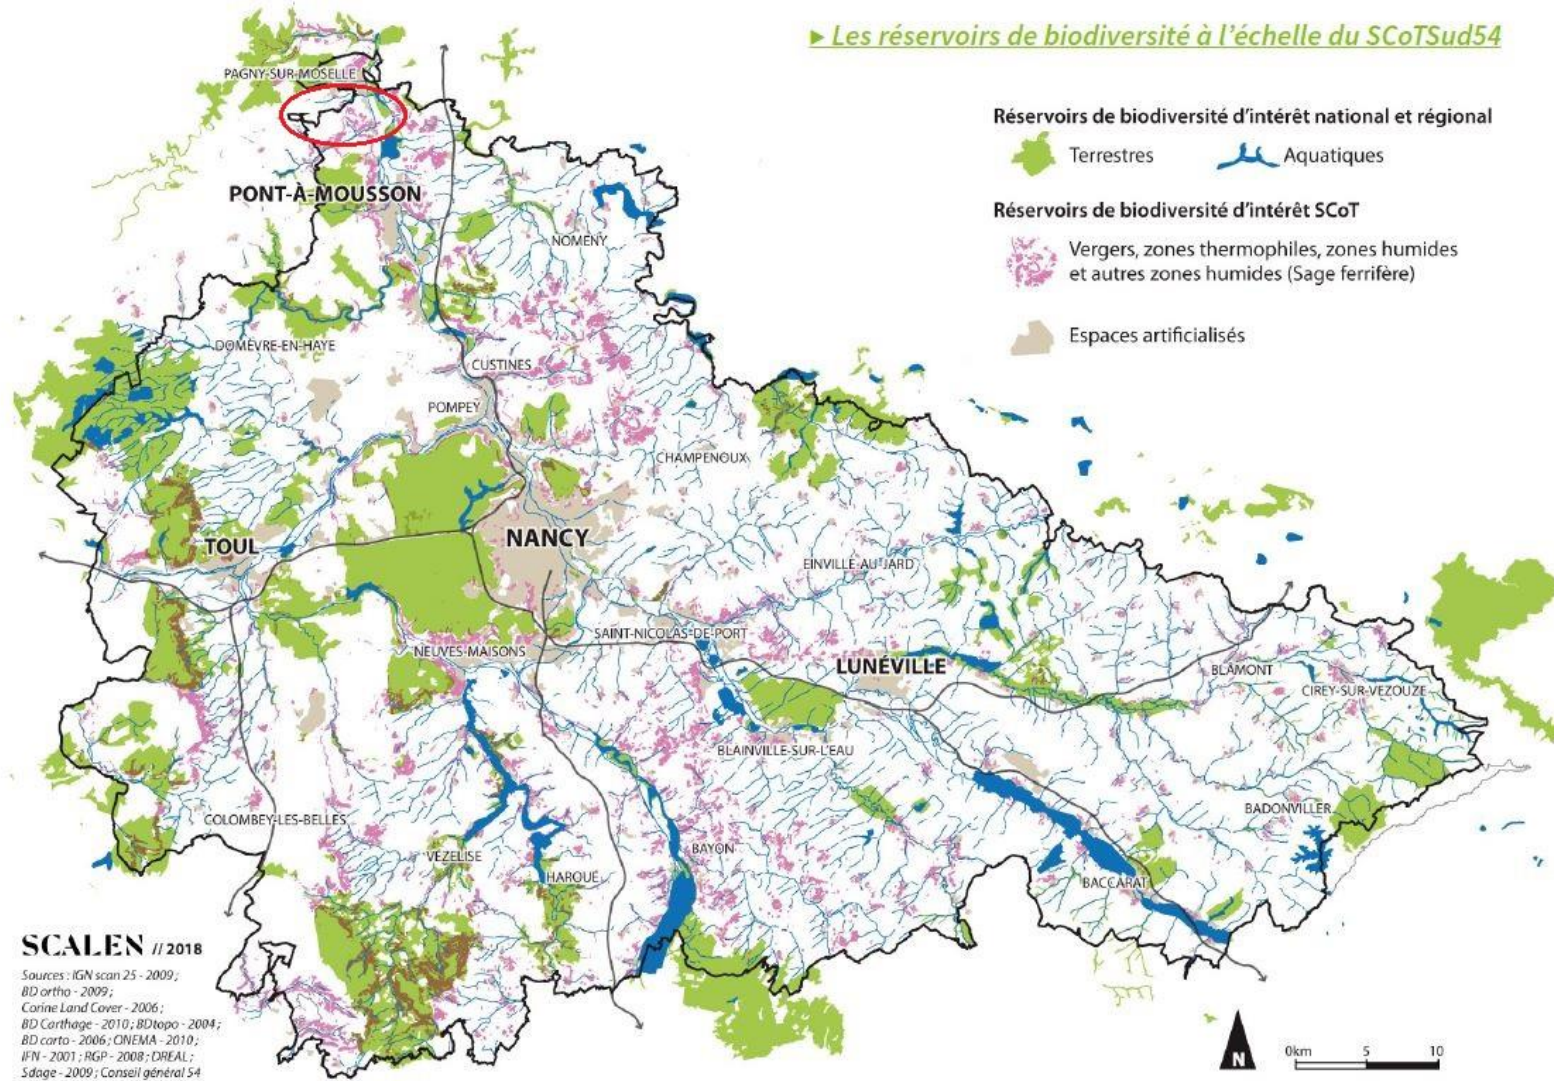 ▸ Les réservoirs de biodiversité à l'échelle du SCoTSud54
Réservoirs de biodiversité d'intérêt national et régional
Terrestres
Aquatiques
Réservoirs de biodiversité d'intérêt SCoT
Vergers, zones thermophiles, zones humides
et autres zones humides (Sage ferrifère)
Espaces artificialisés
PAGNY-SUR-MOSELLE
PONT-À-MOUSSON
NOMENY
DOMÈVRE-EN-HAYE
CUSTINES
POMPEY
CHAMPENOUX
TOUL
NANCY
EINVILLE-AU-JARD
SAINT-NICOLAS-DE-PORT
NEUVES-MAISONS
LUNÉVILLE
BLÂMONT
CIREY-SUR-VEZOUZE
BLAINVILLE-SUR-L'EAU
COLOMBEY-LES-BELLES
BADONVILLER
VÉZELISE
BAYON
HAROUÉ
BACCARAT
SCALEN // 2018
Sources : IGN scan 25 - 2009 ;
BD ortho - 2009 ;
Corine Land Cover - 2006 ;
BD Carthage - 2010 ; BDtopo - 2004 ;
BD carto - 2006 ; ONEMA - 2010 ;
IFN - 2001 ; RGP - 2008 ; DREAL ;
Sdage - 2009 ; Conseil général 54
N
0km 5 10